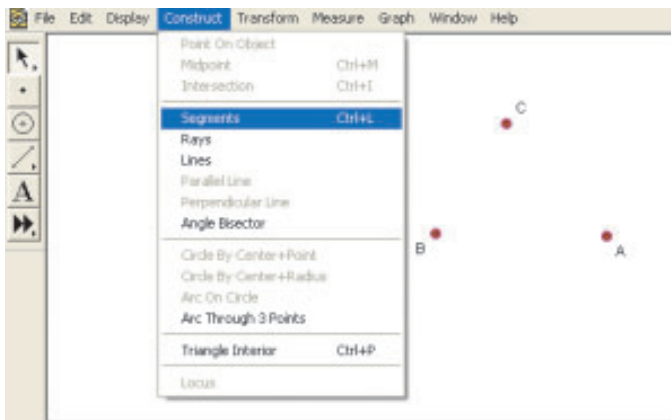 File Edit Display Construct Transform Measure Graph Window Help
Point On Object
Midpoint Ctrl+M
Intersection Ctrl+I
Segments Ctrl+L
Rays
Lines
Parallel Line
Perpendicular Line
Angle Bisector
Circle By Center+Point
Circle By Center+Radius
Arc On Circle
Arc Through 3 Points
Triangle Interior Ctrl+P
Locus
A
C
B
A